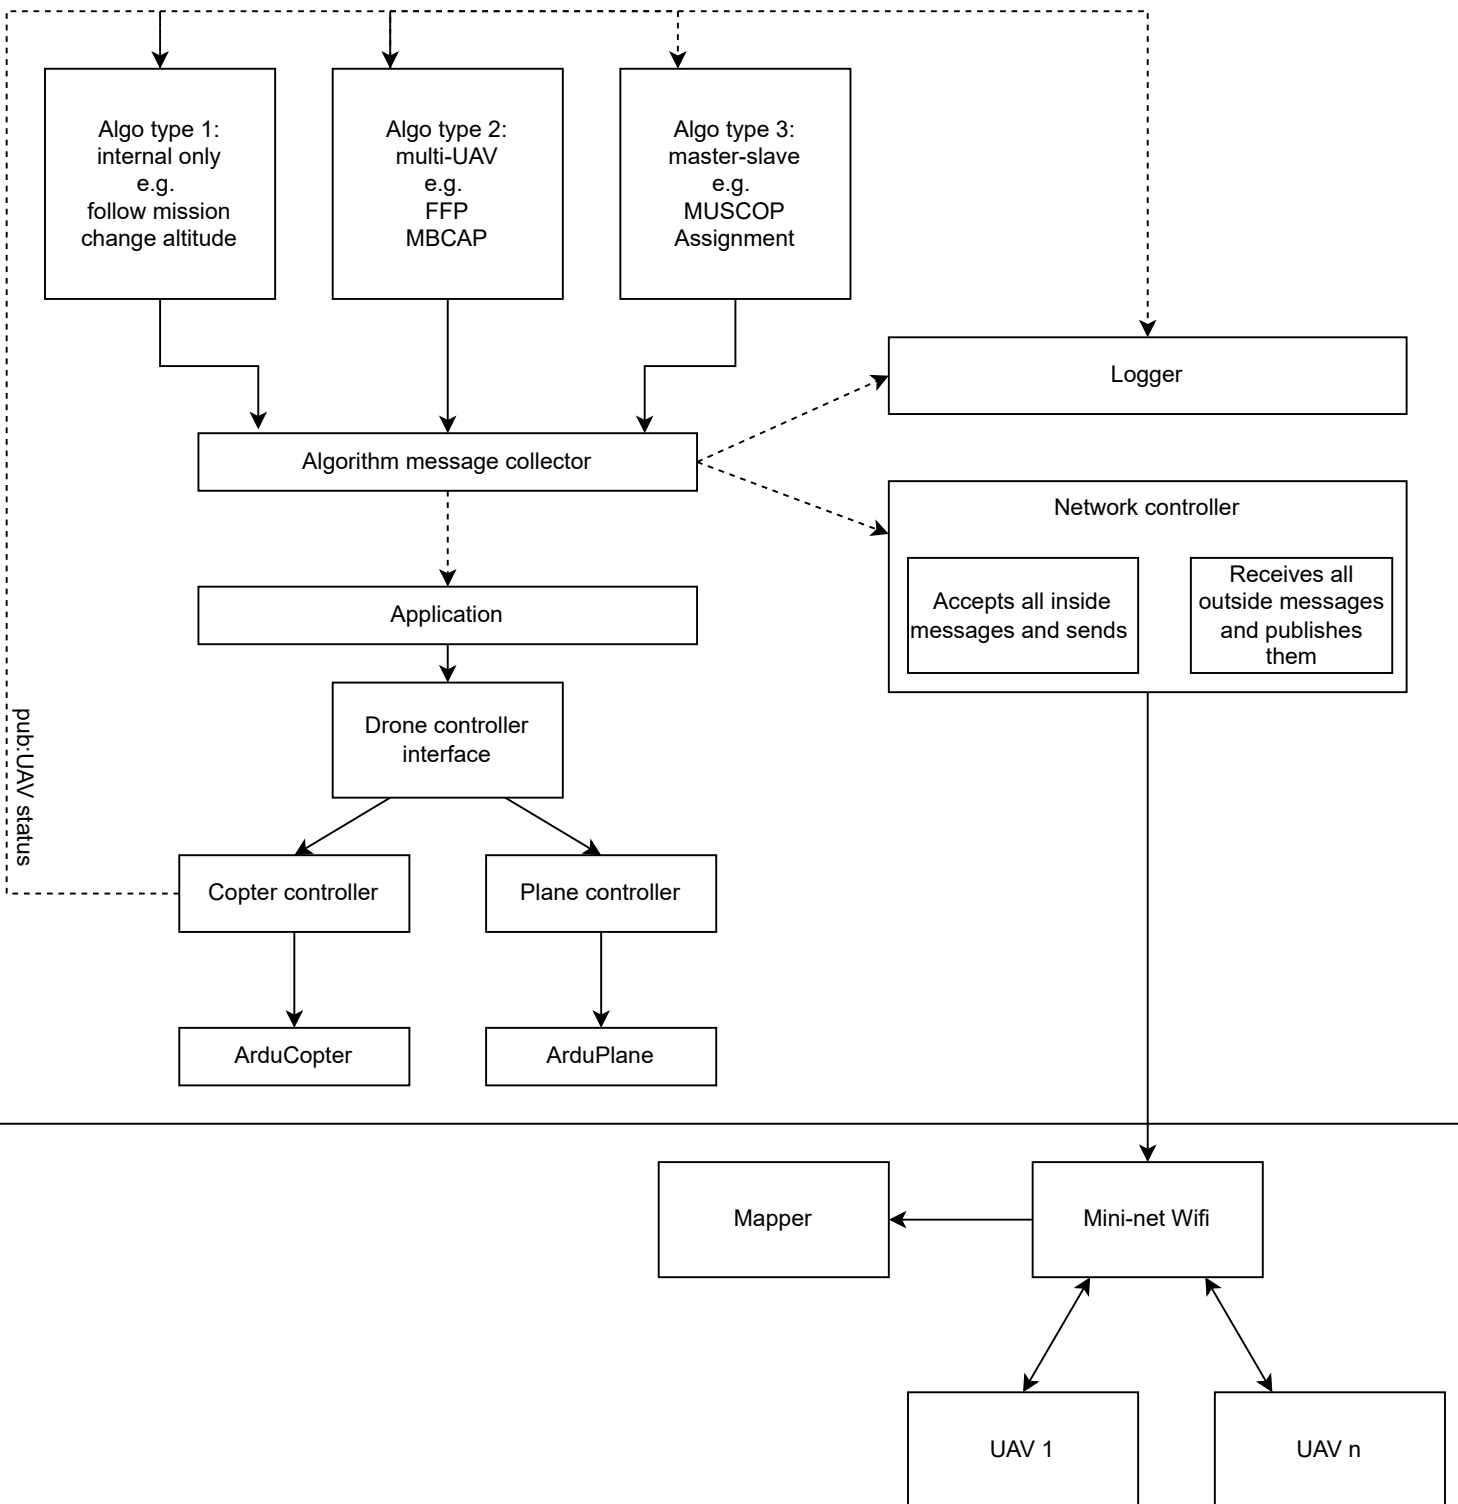 Algo type 1:
internal only
e.g.
follow mission
change altitude
Algo type 2:
multi-UAV
e.g.
FFP
MBCAP
Algo type 3:
master-slave
e.g.
MUSCOP
Assignment
Logger
Algorithm message collector
Network controller
Accepts all inside
messages and sends
Receives all
outside messages
and publishes
them
Application
Drone controller
interface
pub:UAV status
Copter controller
Plane controller
ArduCopter
ArduPlane
Mapper
Mini-net Wifi
UAV 1
UAV n